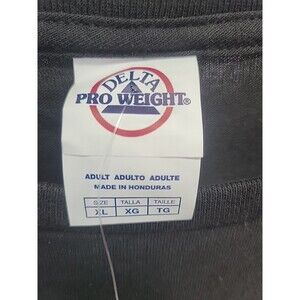 DELTA
PRO WEIGHT®
ADULT ADULTO ADULTE
MADE IN HONDURAS
SIZE TALLA TAILLE
XL XG TG